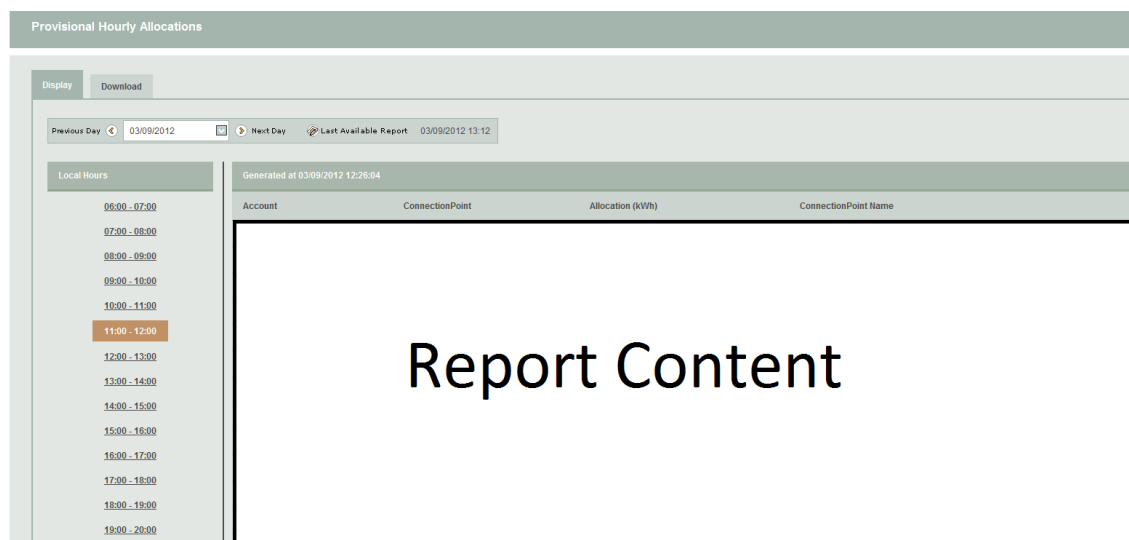 Provisional Hourly Allocations
Display Download
Previous Day 03/09/2012 Next Day Last Available Report 03/09/2012 13:12
Local Hours
06:00 - 07:00
07:00 - 08:00
08:00 - 09:00
09:00 - 10:00
10:00 - 11:00
11:00 - 12:00
12:00 - 13:00
13:00 - 14:00
14:00 - 15:00
15:00 - 16:00
16:00 - 17:00
17:00 - 18:00
18:00 - 19:00
19:00 - 20:00
Generated at 03/09/2012 12:26:04
Account ConnectionPoint Allocation (kWh) ConnectionPoint Name
Report Content